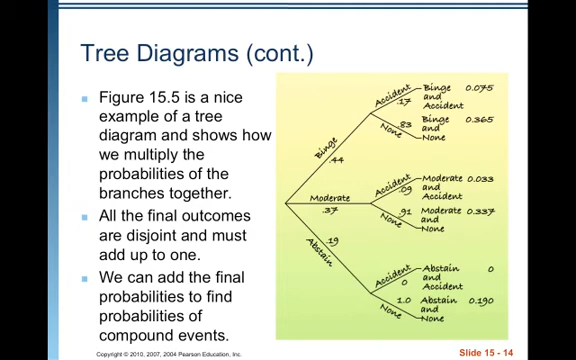 Tree Diagrams (cont.)
Figure 15.5 is a nice
example of a tree
diagram and shows how
we multiply the
probabilities of the
branches together.
All the final outcomes
are disjoint and must
add up to one.
We can add the final
probabilities to find
probabilities of
compound events.
Binge
.44
Accident
.17
Binge 0.075
and
Accident
None
.83
Binge 0.365
and
None
Moderate
.37
Accident
.09
Moderate 0.033
and
Accident
None
.91
Moderate 0.337
and
None
Abstain
.19
Accident
0
Abstain 0
and
Accident
None
1.0
Abstain 0.190
and
None
Copyright © 2010, 2007, 2004 Pearson Education, Inc.
Slide 15 - 14